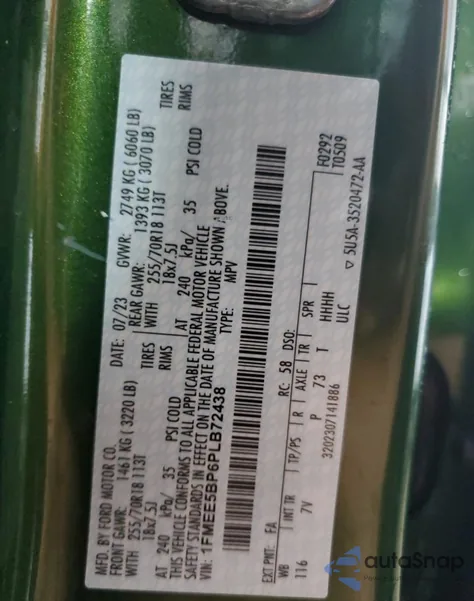 MFD. BY FORD MOTOR CO.
DATE: 07/23 GVWR: 2749 KG ( 6060 LB)
FRONT GAWR: 1461 KG ( 3220 LB) REAR GAWR: 1393 KG ( 3070 LB)
WITH 255/70R18 113T TIRES WITH 255/70R18 113T TIRES
18x7.5J RIMS 18x7.5J RIMS
AT 240 kPa/ 35 PSI COLD AT 240 kPa/ 35 PSI COLD
THIS VEHICLE CONFORMS TO ALL APPLICABLE FEDERAL MOTOR VEHICLE
SAFETY STANDARDS IN EFFECT ON THE DATE OF MANUFACTURE SHOWN ABOVE.
VIN: 1FMEE5BP6PLB72438 TYPE: MPV
F0292
T0509
EXT PNT: FA RC: 58 DSO:
WB INT TR TP/PS R AXLE TR SPR
116 7V P 73 T HHHH
3202307141886 ULC
5U5A-3520472-AA
autoSnap